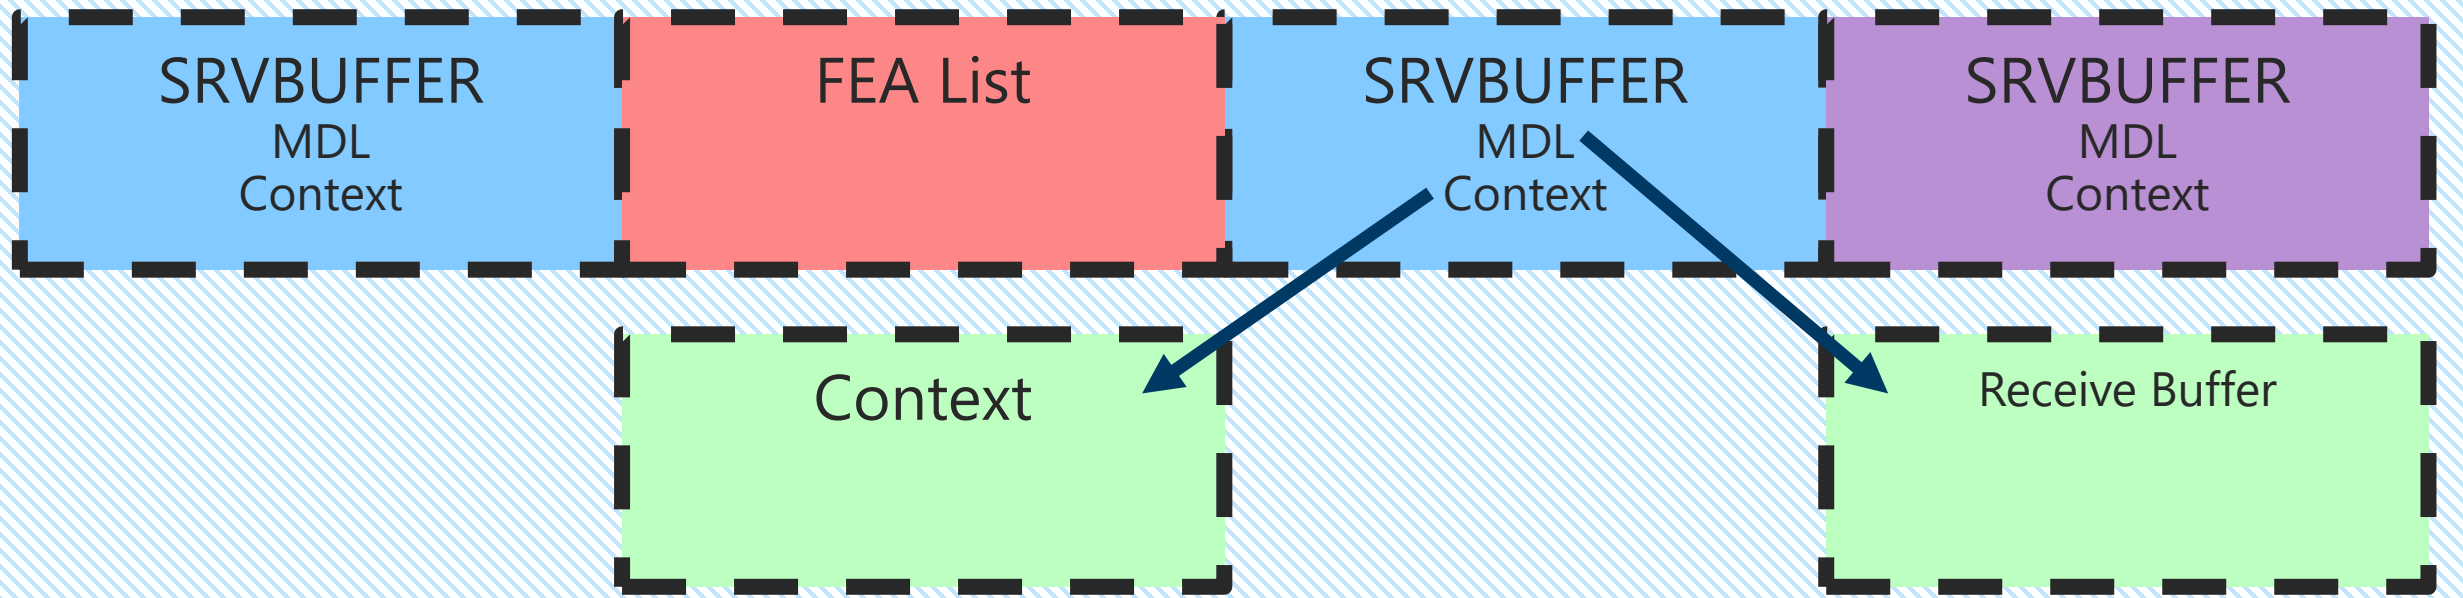 SRVBUFFER
MDL
Context
FEA List
SRVBUFFER
MDL
Context
SRVBUFFER
MDL
Context
Context
Receive Buffer